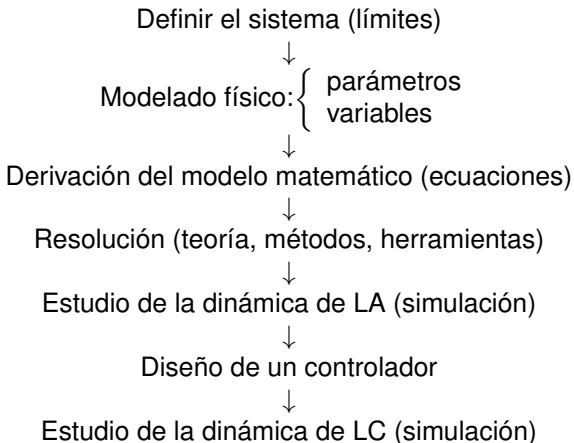 Definir el sistema (límites)
↓
Modelado físico: { parámetros
variables
↓
Derivación del modelo matemático (ecuaciones)
↓
Resolución (teoría, métodos, herramientas)
↓
Estudio de la dinámica de LA (simulación)
↓
Diseño de un controlador
↓
Estudio de la dinámica de LC (simulación)